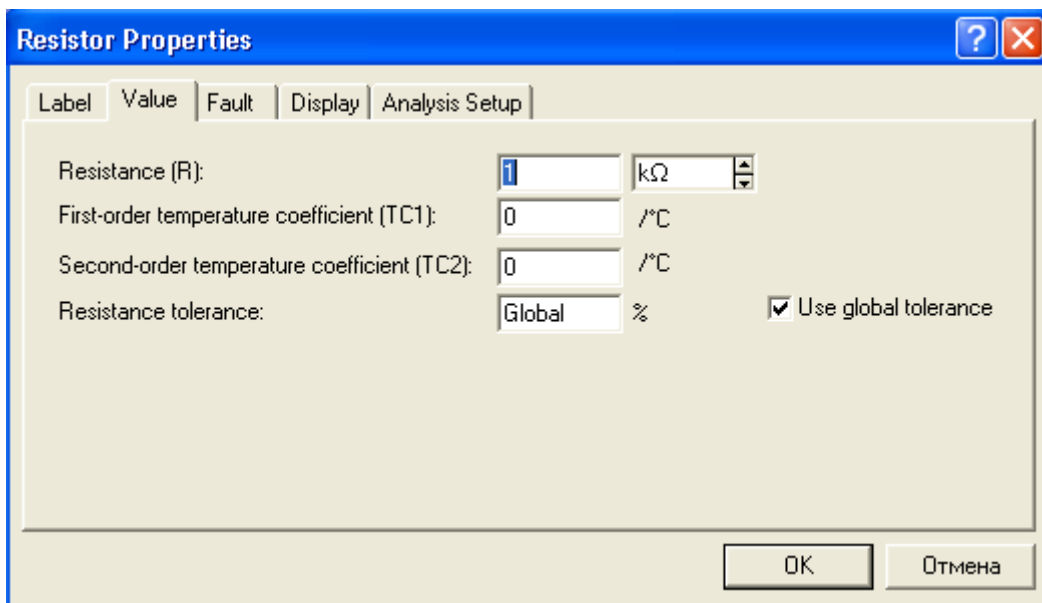 Resistor Properties
Label Value Fault Display Analysis Setup
Resistance (R): 1 kΩ
First-order temperature coefficient (TC1): 0 /°C
Second-order temperature coefficient (TC2): 0 /°C
Resistance tolerance: Global % Use global tolerance
OK Отмена